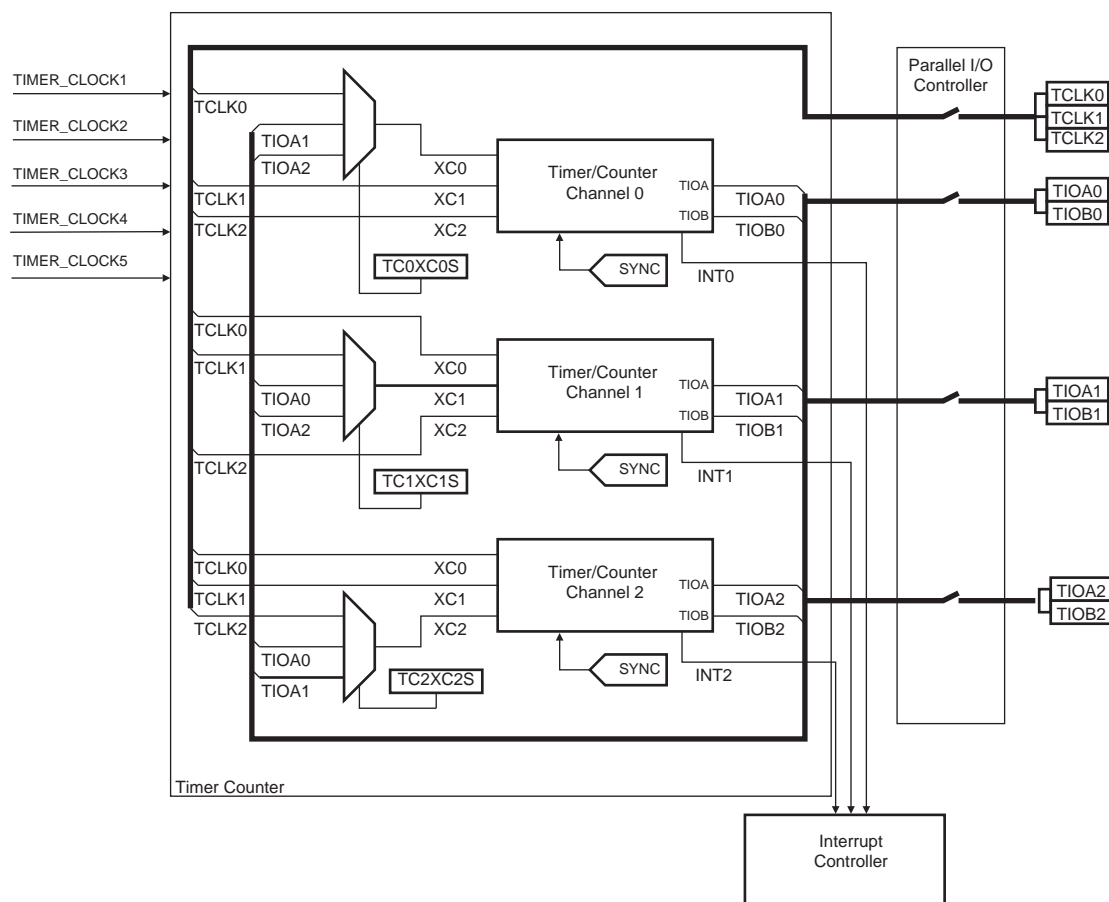 TIMER_CLOCK1
TIMER_CLOCK2
TIMER_CLOCK3
TIMER_CLOCK4
TIMER_CLOCK5
TCLK0
TIOA1
TIOA2
TCLK1
TCLK2
XC0
XC1
XC2
TC0XC0S
Timer/Counter
Channel 0
TIOA
TIOB
TIOA0
TIOB0
SYNC
INT0
TCLK0
TCLK1
TIOA0
TIOA2
TCLK2
XC0
XC1
XC2
TC1XC1S
Timer/Counter
Channel 1
TIOA
TIOB
TIOA1
TIOB1
SYNC
INT1
TCLK0
TCLK1
TCLK2
TIOA0
TIOA1
XC0
XC1
XC2
TC2XC2S
Timer/Counter
Channel 2
TIOA
TIOB
TIOA2
TIOB2
SYNC
INT2
Timer Counter
Parallel I/O
Controller
TCLK0
TCLK1
TCLK2
TIOA0
TIOB0
TIOA1
TIOB1
TIOA2
TIOB2
Interrupt
Controller